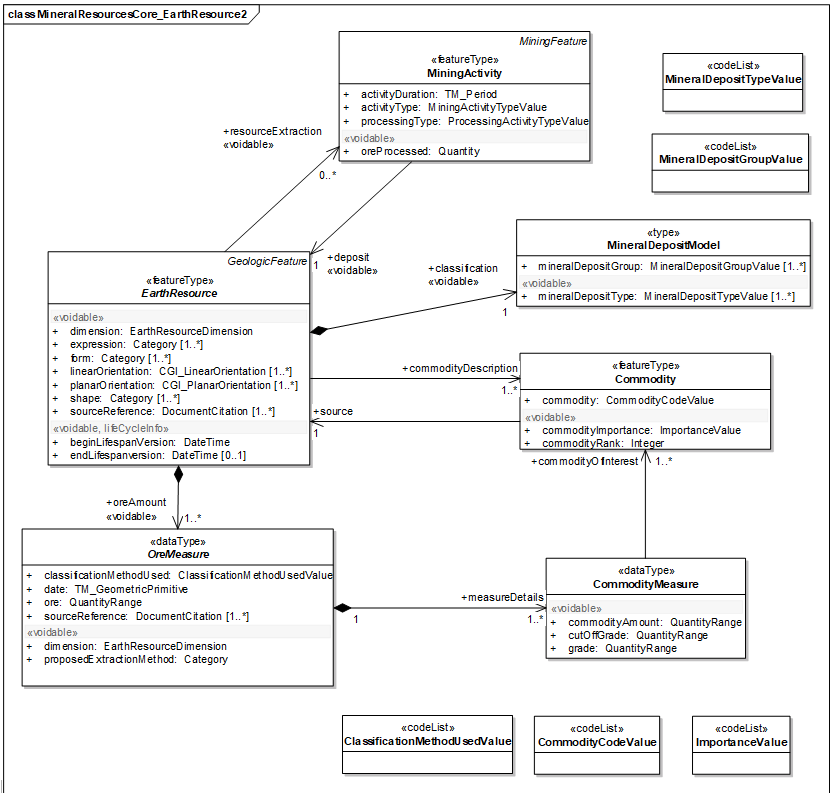 class MineralResourcesCore_EarthResource2
MiningFeature
«featureType»
MiningActivity
+ activityDuration: TM_Period
+ activityType: MiningActivityTypeValue
+ processingType: ProcessingActivityTypeValue
«voidable»
+ oreProcessed: Quantity
«codeList»
MineralDepositTypeValue
«codeList»
MineralDepositGroupValue
+resourceExtraction
«voidable»
0..*
+deposit
«voidable»
1
GeologicFeature
«featureType»
EarthResource
«voidable»
+ dimension: EarthResourceDimension
+ expression: Category [1..*]
+ form: Category [1..*]
+ linearOrientation: CGI_LinearOrientation [1..*]
+ planarOrientation: CGI_PlanarOrientation [1..*]
+ shape: Category [1..*]
+ sourceReference: DocumentCitation [1..*]
«voidable, lifeCycleInfo»
+ beginLifespanVersion: DateTime
+ endLifespanversion: DateTime [0..1]
+classification
«voidable»
1
«type»
MineralDepositModel
+ mineralDepositGroup: MineralDepositGroupValue [1..*]
«voidable»
+ mineralDepositType: MineralDepositTypeValue [1..*]
+commodityDescription
1..*
+source
1
«featureType»
Commodity
+ commodity: CommodityCodeValue
«voidable»
+ commodityImportance: ImportanceValue
+ commodityRank: Integer
+commodityOfInterest
1..*
+oreAmount
«voidable»
1..*
«dataType»
OreMeasure
+ classificationMethodUsed: ClassificationMethodUsedValue
+ date: TM_GeometricPrimitive
+ ore: QuantityRange
+ sourceReference: DocumentCitation [1..*]
«voidable»
+ dimension: EarthResourceDimension
+ proposedExtractionMethod: Category
+measureDetails
1
1..*
«dataType»
CommodityMeasure
«voidable»
+ commodityAmount: QuantityRange
+ cutOffGrade: QuantityRange
+ grade: QuantityRange
«codeList»
ClassificationMethodUsedValue
«codeList»
CommodityCodeValue
«codeList»
ImportanceValue